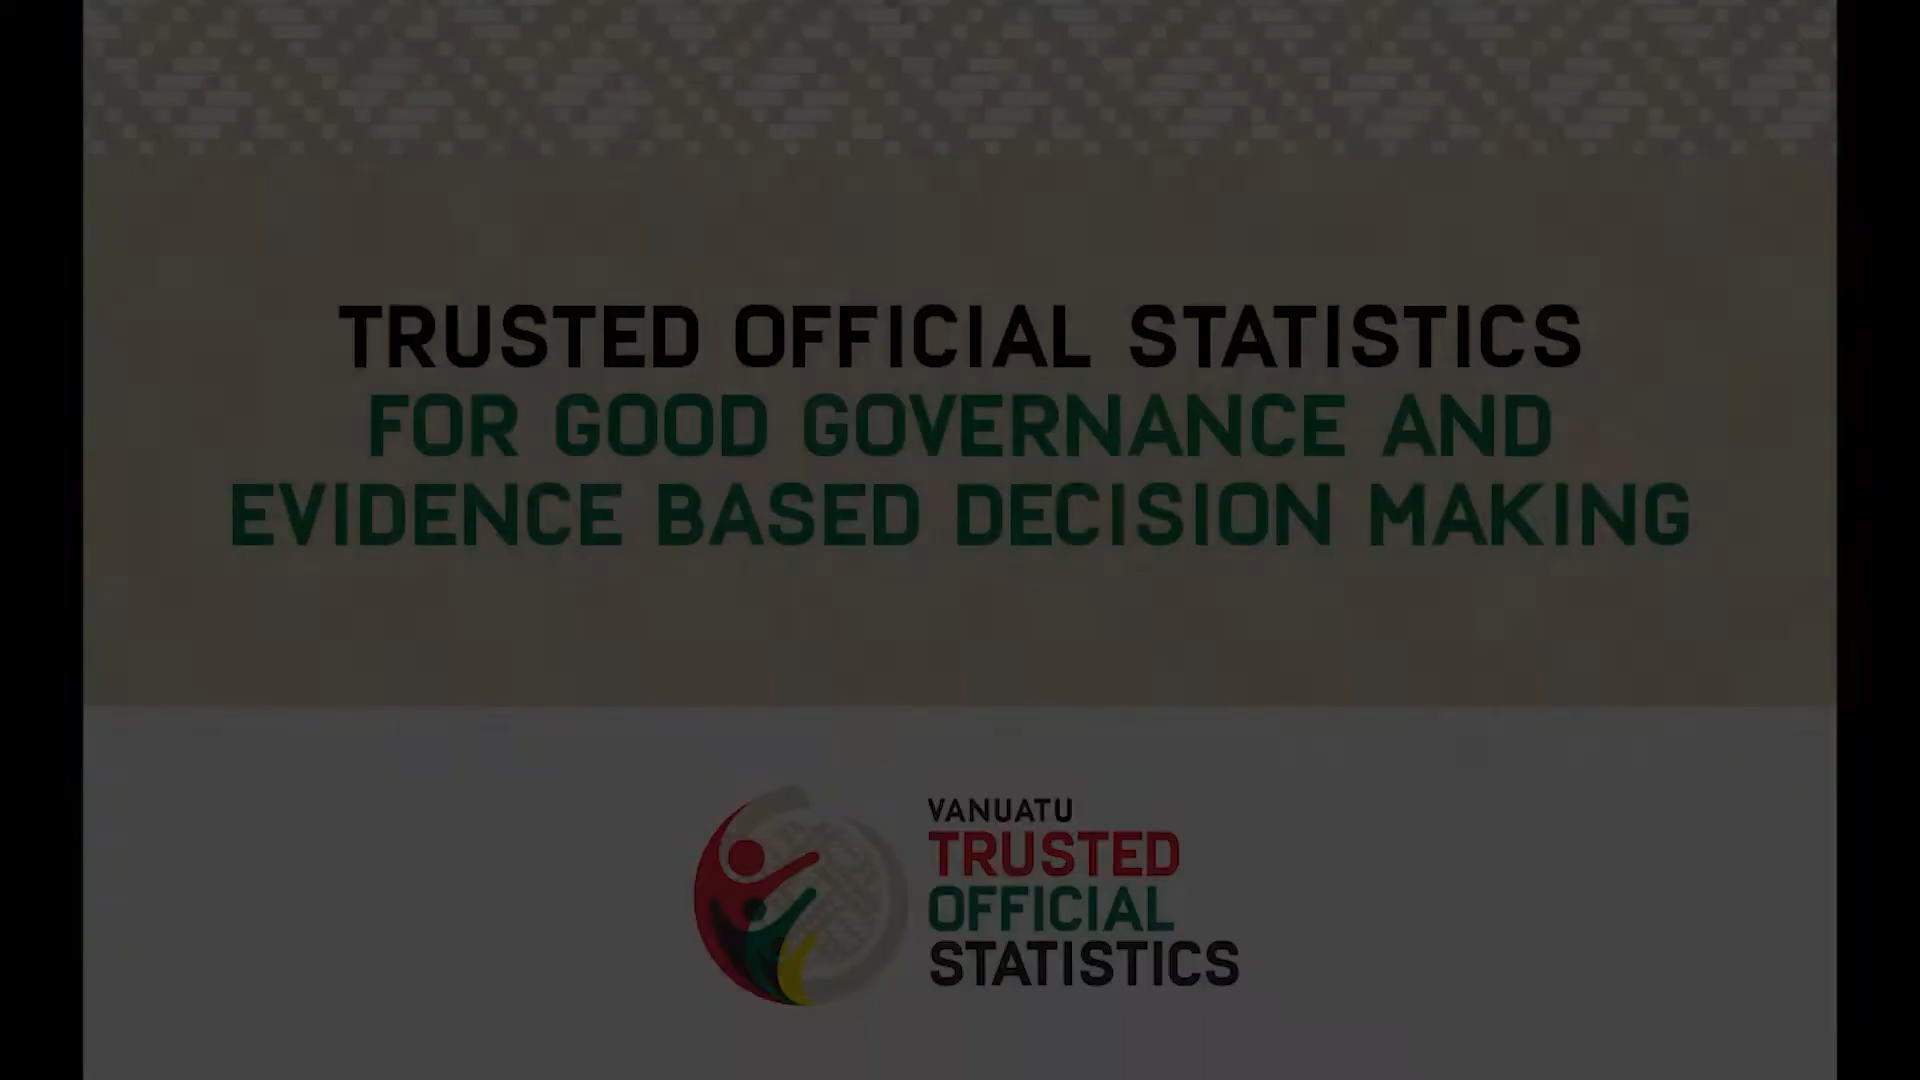 TRUSTED OFFICIAL STATISTICS
FOR GOOD GOVERNANCE AND
EVIDENCE BASED DECISION MAKING
VANUATU
TRUSTED
OFFICIAL
STATISTICS